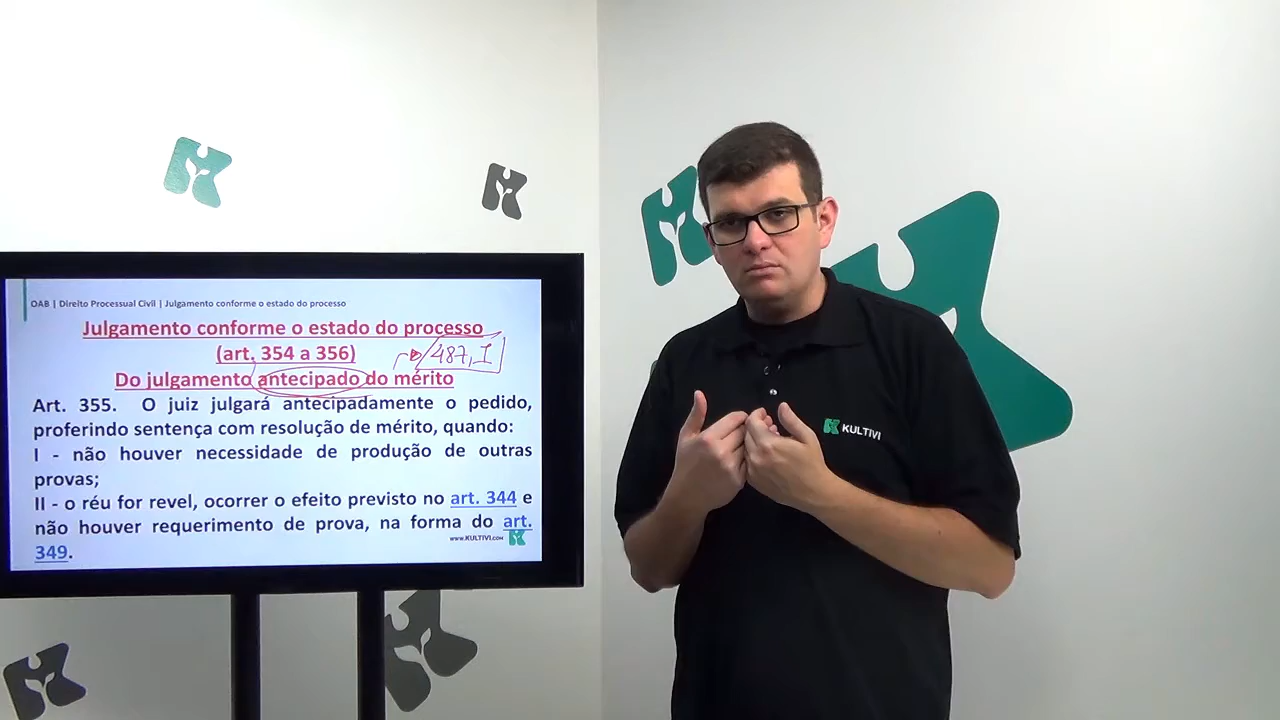 OAB | Direito Processual Civil | Julgamento conforme o estado do processo
Julgamento conforme o estado do processo
(art. 354 a 356)
487, I
Do julgamento antecipado do mérito
Art. 355. O juiz julgará antecipadamente o pedido,
proferindo sentença com resolução de mérito, quando:
I - não houver necessidade de produção de outras
provas;
II - o réu for revel, ocorrer o efeito previsto no art. 344 e
não houver requerimento de prova, na forma do art.
349.
www.KULTIVI.com
KULTIVI